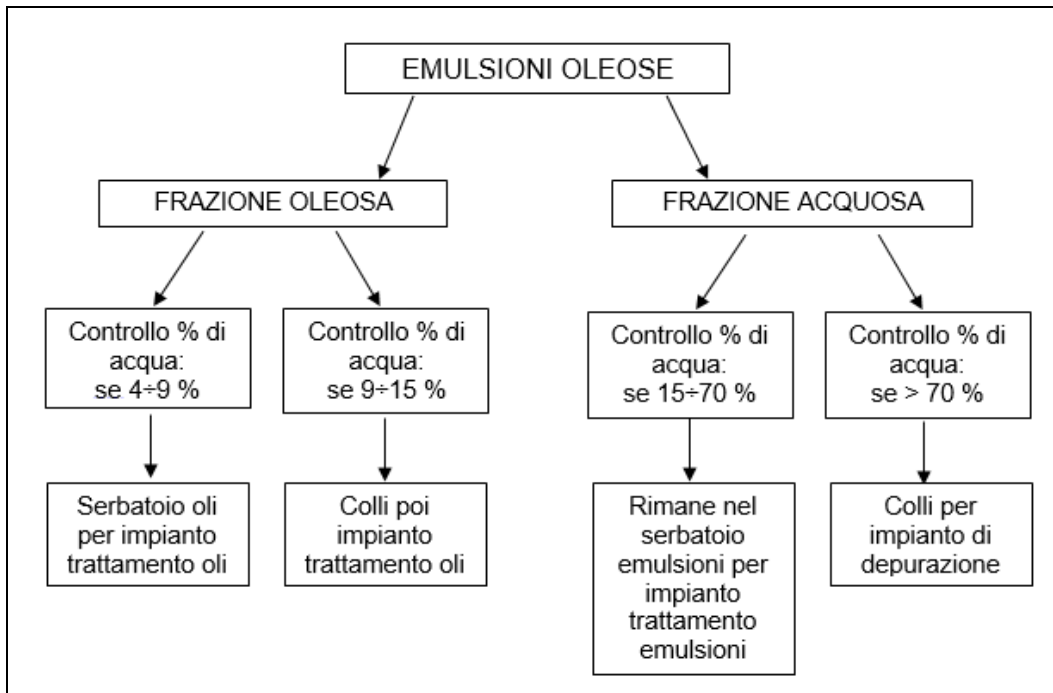 EMULSIONI OLEOSE
FRAZIONE OLEOSA
FRAZIONE ACQUOSA
Controllo % di
acqua:
se 4÷9 %
Controllo % di
acqua:
se 9÷15 %
Controllo % di
acqua:
se 15÷70 %
Controllo % di
acqua:
se > 70 %
Serbatoio oli
per impianto
trattamento oli
Colli poi
impianto
trattamento oli
Rimane nel
serbatoio
emulsioni per
impianto
trattamento
emulsioni
Colli per
impianto di
depurazione